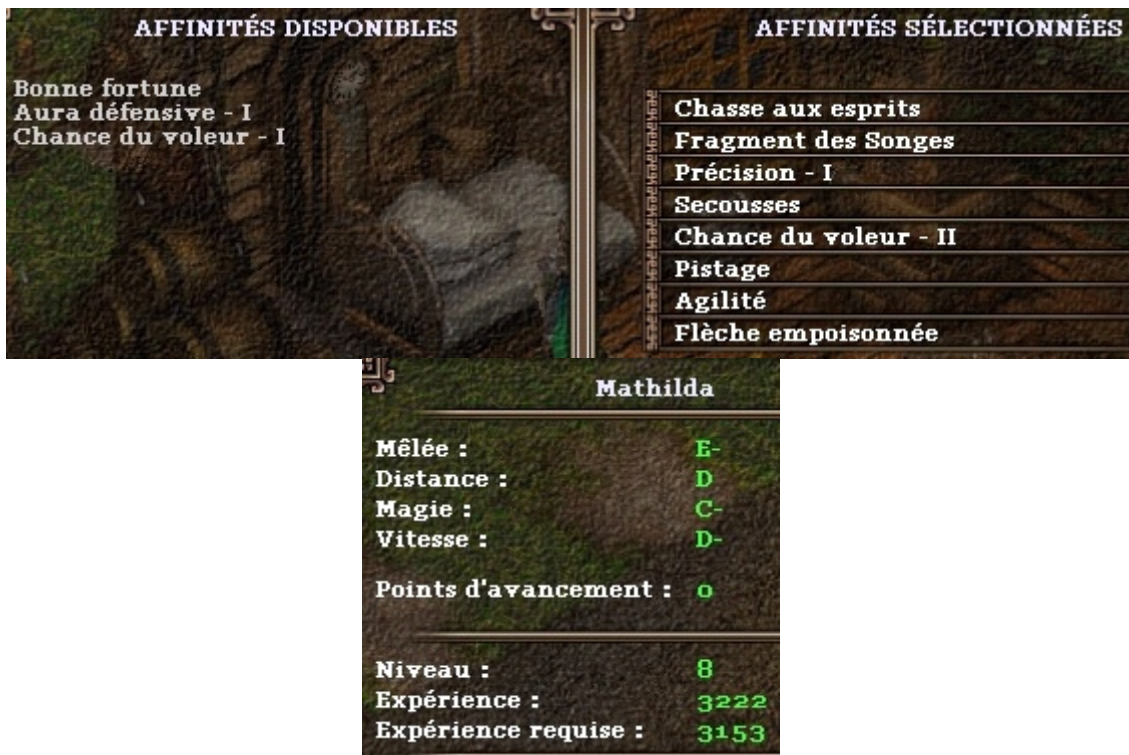 AFFINITÉS DISPONIBLES
Bonne fortune
Aura défensive - I
Chance du voleur - I
AFFINITÉS SÉLECTIONNÉES
Chasse aux esprits
Fragment des Songes
Précision - I
Secousses
Chance du voleur - II
Pistage
Agilité
Flèche empoisonnée
Mathilda
Mêlée : E-
Distance : D
Magie : C-
Vitesse : D-
Points d'avancement : 0
Niveau : 8
Expérience : 3222
Expérience requise : 3153